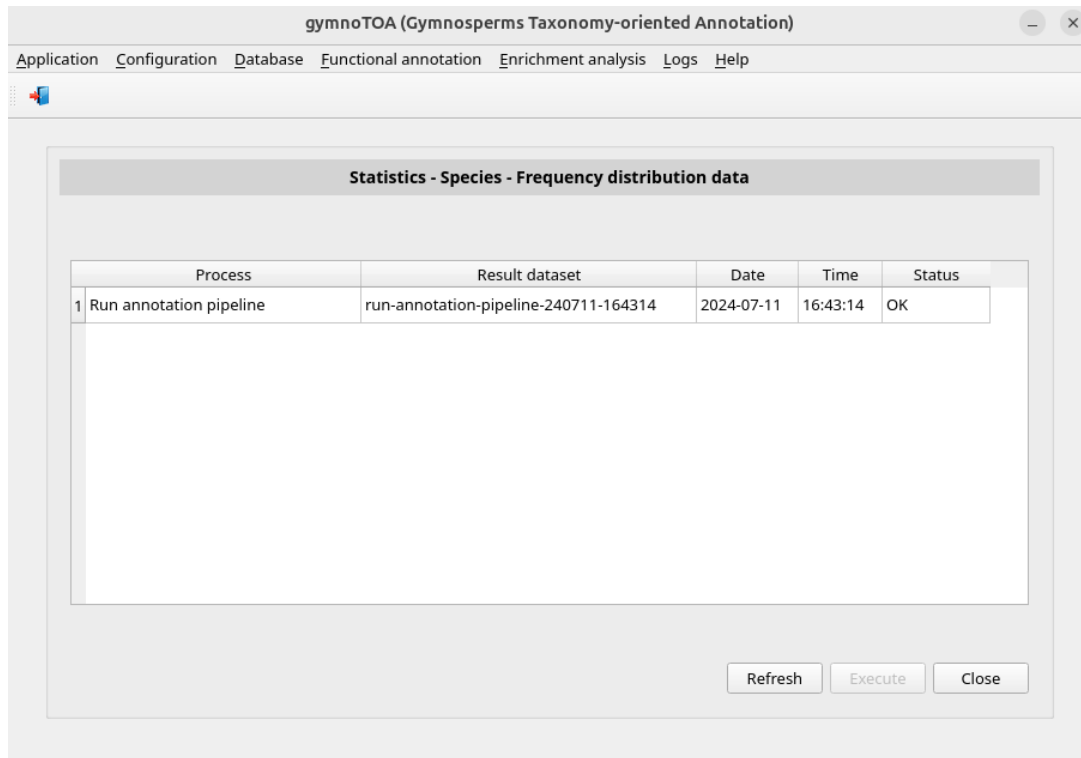 gymnoTOA (Gymnosperms Taxonomy-oriented Annotation)
Application Configuration Database Functional annotation Enrichment analysis Logs Help
Statistics - Species - Frequency distribution data
Process Result dataset Date Time Status
1 Run annotation pipeline run-annotation-pipeline-240711-164314 2024-07-11 16:43:14 OK
Refresh Execute Close